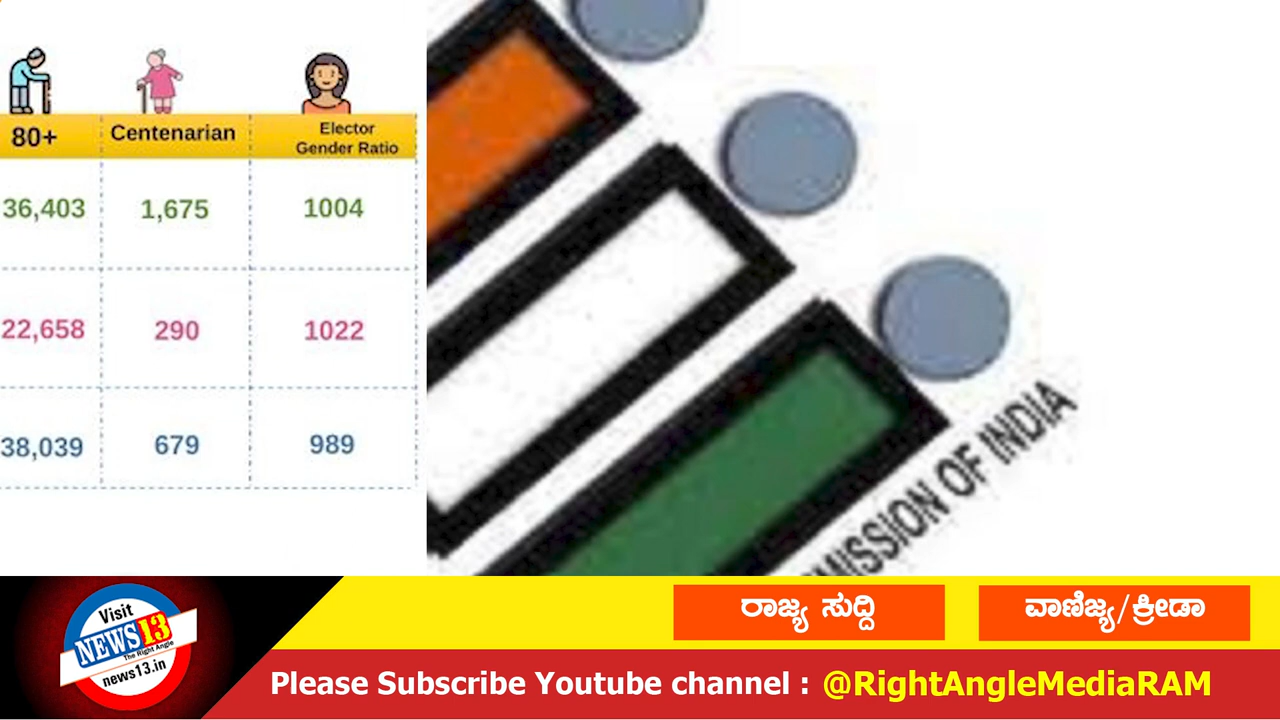 80+ Centenarian Elector
Gender Ratio
36,403 1,675 1004
22,658 290 1022
38,039 679 989
MISSION OF INDIA
ರಾಜ್ಯ ಸುದ್ದಿ ವಾಣಿಜ್ಯ/ಕ್ರೀಡಾ
Visit
NEWS13
The Right Angle
news13.in
Please Subscribe Youtube channel : @RightAngleMediaRAM